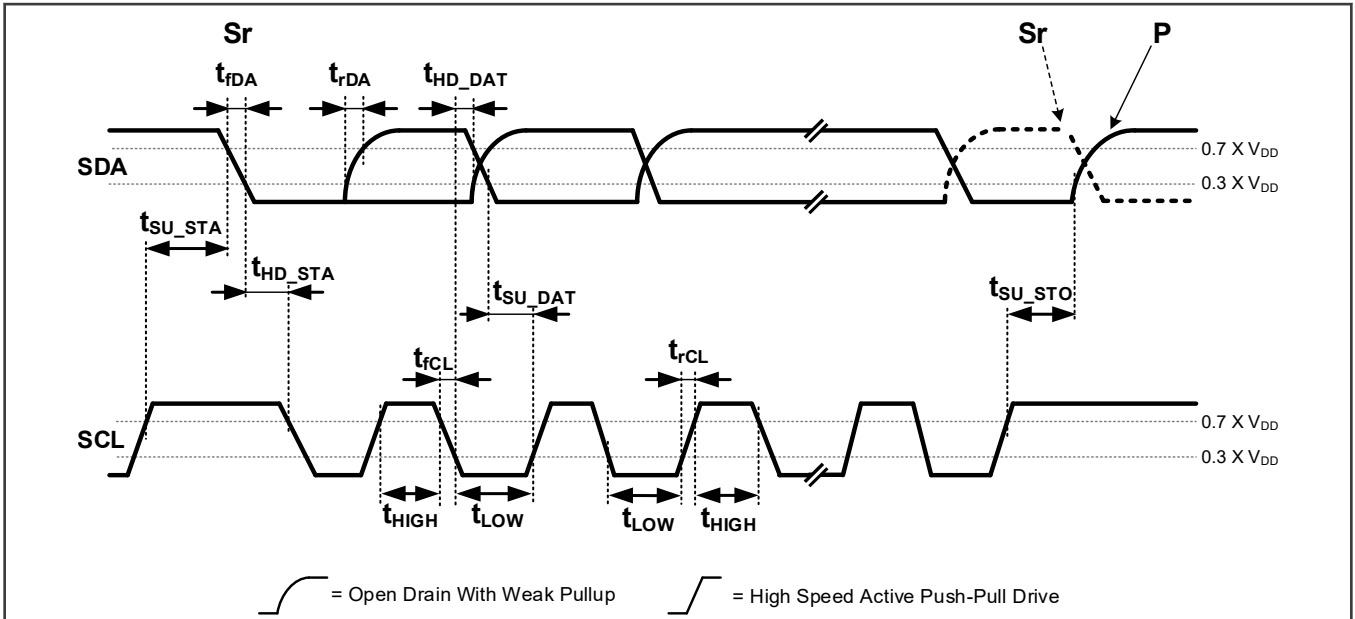 Sr
Sr
P
tfDA
trDA
tHD_DAT
SDA
0.7 X VDD
0.3 X VDD
tSU_STA
tHD_STA
tSU_DAT
tSU_STO
tfCL
trCL
SCL
0.7 X VDD
0.3 X VDD
tHIGH
tLOW
tLOW
tHIGH
= Open Drain With Weak Pullup
= High Speed Active Push-Pull Drive